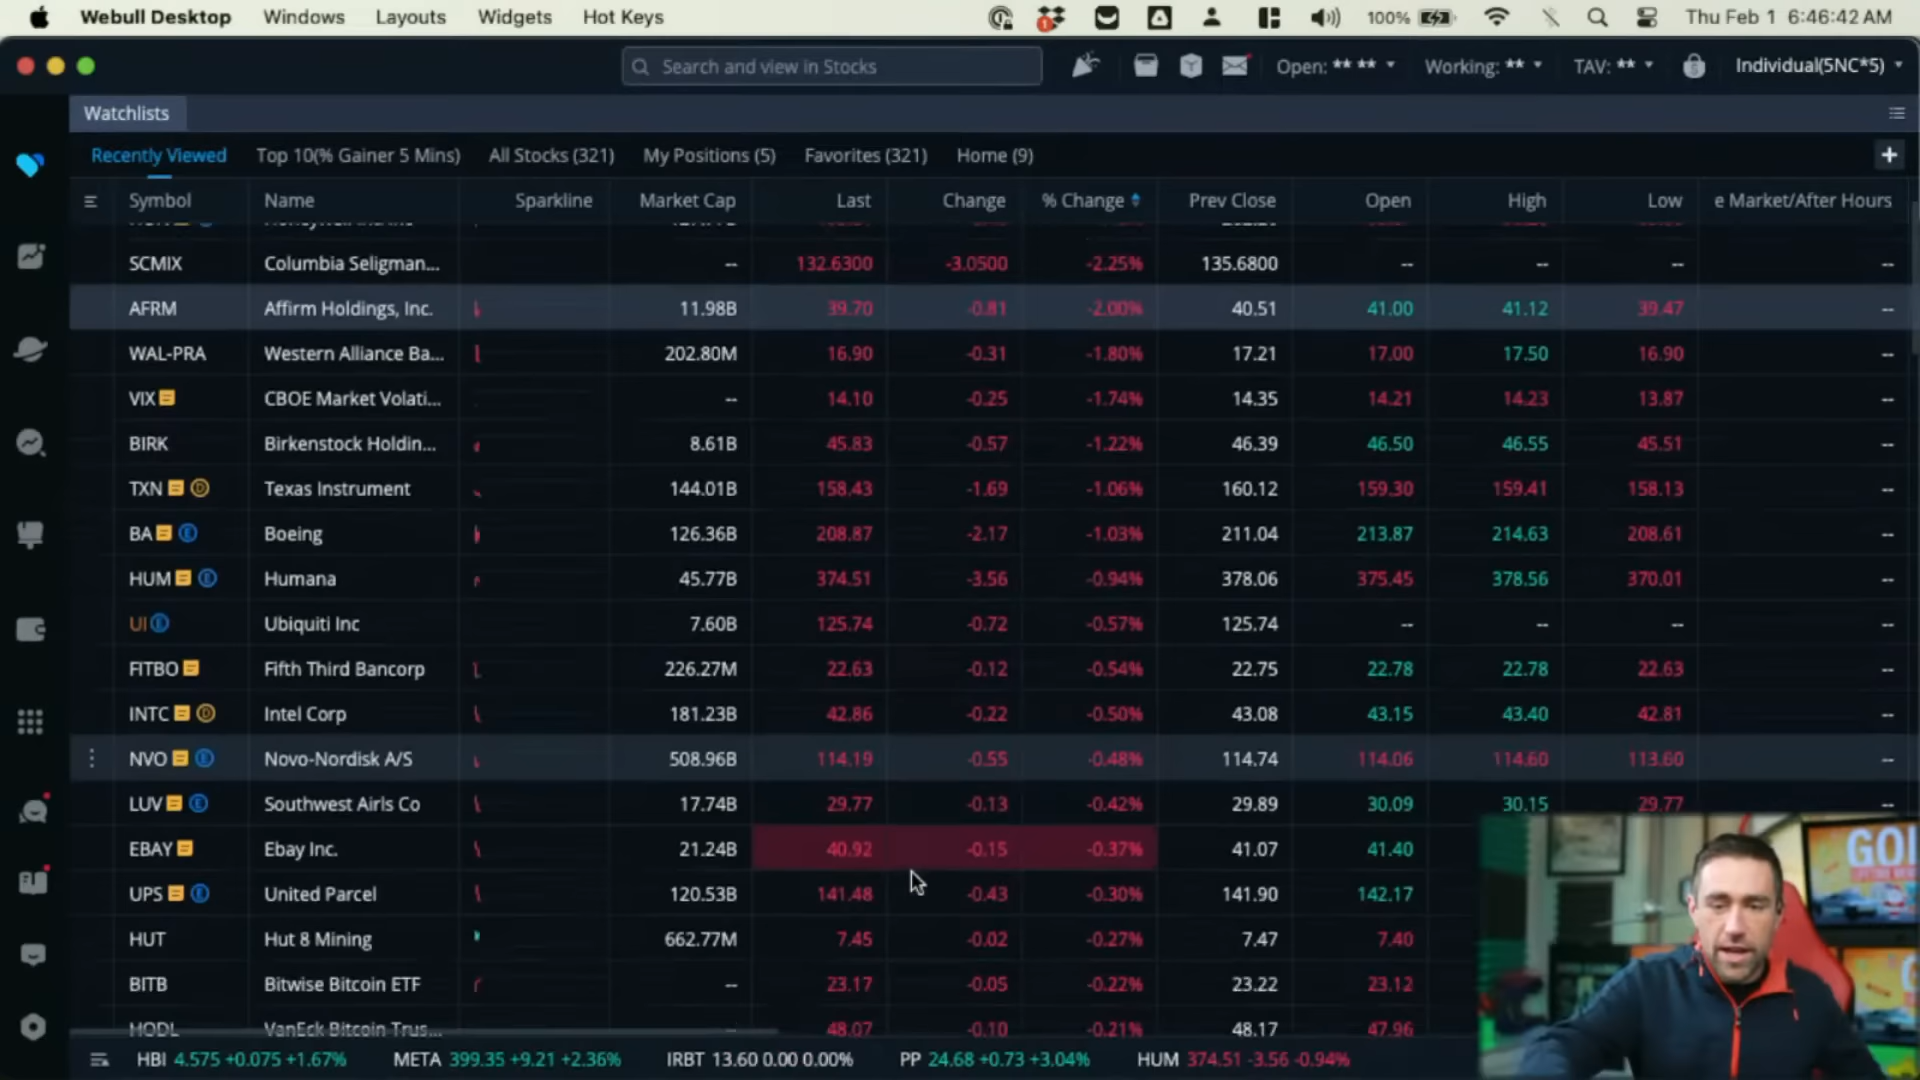 Webull Desktop Windows Layouts Widgets Hot Keys 100% Thu Feb 1 6:46:42 AM
Search and view in Stocks Open: ** ** Working: ** TAV: ** Individual(5NC*5)
Watchlists
Recently Viewed Top 10(% Gainer 5 Mins) All Stocks (321) My Positions (5) Favorites (321) Home (9) +
Symbol Name Sparkline Market Cap Last Change % Change Prev Close Open High Low e Market/After Hours
SCMIX Columbia Seligman... -- 132.6300 -3.0500 -2.25% 135.6800 -- -- -- --
AFRM Affirm Holdings, Inc. 11.98B 39.70 -0.81 -2.00% 40.51 41.00 41.12 39.47 --
WAL-PRA Western Alliance Ba... 202.80M 16.90 -0.31 -1.80% 17.21 17.00 17.50 16.90 --
VIX CBOE Market Volati... -- 14.10 -0.25 -1.74% 14.35 14.21 14.23 13.87 --
BIRK Birkenstock Holdin... 8.61B 45.83 -0.57 -1.22% 46.39 46.50 46.55 45.51 --
TXN D Texas Instrument 144.01B 158.43 -1.69 -1.06% 160.12 159.30 159.41 158.13 --
BA E Boeing 126.36B 208.87 -2.17 -1.03% 211.04 213.87 214.63 208.61 --
HUM E Humana 45.77B 374.51 -3.56 -0.94% 378.06 375.45 378.56 370.01 --
UI E Ubiquiti Inc 7.60B 125.74 -0.72 -0.57% 125.74 -- -- -- --
FITBO Fifth Third Bancorp 226.27M 22.63 -0.12 -0.54% 22.75 22.78 22.78 22.63 --
INTC D Intel Corp 181.23B 42.86 -0.22 -0.50% 43.08 43.15 43.40 42.81 --
NVO E Novo-Nordisk A/S 508.96B 114.19 -0.55 -0.48% 114.74 114.06 114.60 113.60 --
LUV E Southwest Airls Co 17.74B 29.77 -0.13 -0.42% 29.89 30.09 30.15 29.77 --
EBAY Ebay Inc. 21.24B 40.92 -0.15 -0.37% 41.07 41.40
UPS E United Parcel 120.53B 141.48 -0.43 -0.30% 141.90 142.17
HUT Hut 8 Mining 662.77M 7.45 -0.02 -0.27% 7.47 7.40
BITB Bitwise Bitcoin ETF -- 23.17 -0.05 -0.22% 23.22 23.12
HODL VanEck Bitcoin Trus... 48.07 -0.10 -0.21% 48.17 47.96
HBI 4.575 +0.075 +1.67% META 399.35 +9.21 +2.36% IRBT 13.60 0.00 0.00% PP 24.68 +0.73 +3.04% HUM 374.51 -3.56 -0.94%